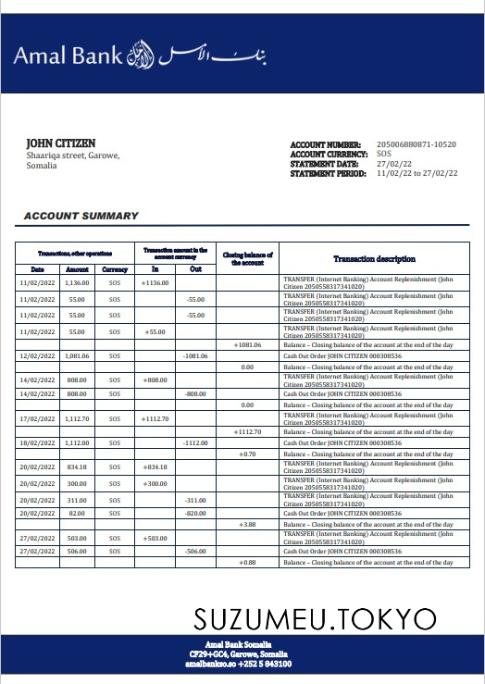 Amal Bank بنك الأمل
JOHN CITIZEN
Shaariqa street, Garowe,
Somalia
ACCOUNT NUMBER: 205006880871-10520
ACCOUNT CURRENCY: SOS
STATEMENT DATE: 27/02/22
STATEMENT PERIOD: 11/02/22 to 27/02/22
ACCOUNT SUMMARY
Transactions, other operations
Transaction amount in the
account currency
Closing balance of
the account
Transaction description
Date Amount Currency In Out
11/02/2022 1,136.00 SOS +1136.00 TRANSFER (Internet Banking) Account Replenishment (John
Citizen 2050558317341020)
11/02/2022 55.00 SOS -55.00 TRANSFER (Internet Banking) Account Replenishment (John
Citizen 2050558317341020)
11/02/2022 55.00 SOS -55.00 TRANSFER (Internet Banking) Account Replenishment (John
Citizen 2050558317341020)
11/02/2022 55.00 SOS +55.00 TRANSFER (Internet Banking) Account Replenishment (John
Citizen 2050558317341020)
+1081.06 Balance – Closing balance of the account at the end of the day
12/02/2022 1,081.06 SOS -1081.06 Cash Out Order JOHN CITIZEN 000308536
0.00 Balance – Closing balance of the account at the end of the day
14/02/2022 808.00 SOS +808.00 TRANSFER (Internet Banking) Account Replenishment (John
Citizen 2050558317341020)
14/02/2022 808.00 SOS -808.00 Cash Out Order JOHN CITIZEN 000308536
0.00 Balance – Closing balance of the account at the end of the day
17/02/2022 1,112.70 SOS +1112.70 TRANSFER (Internet Banking) Account Replenishment (John
Citizen 2050558317341020)
+1112.70 Balance – Closing balance of the account at the end of the day
18/02/2022 1,112.00 SOS -1112.00 Cash Out Order JOHN CITIZEN 000308536
+0.70 Balance – Closing balance of the account at the end of the day
20/02/2022 834.18 SOS +834.18 TRANSFER (Internet Banking) Account Replenishment (John
Citizen 2050558317341020)
20/02/2022 300.00 SOS +300.00 TRANSFER (Internet Banking) Account Replenishment (John
Citizen 2050558317341020)
20/02/2022 311.00 SOS -311.00 TRANSFER (Internet Banking) Account Replenishment (John
Citizen 2050558317341020)
20/02/2022 82.00 SOS -820.00 Cash Out Order JOHN CITIZEN 000308536
+3.88 Balance – Closing balance of the account at the end of the day
27/02/2022 503.00 SOS +503.00 TRANSFER (Internet Banking) Account Replenishment (John
Citizen 2050558317341020)
27/02/2022 506.00 SOS -506.00 Cash Out Order JOHN CITIZEN 000308536
+0.88 Balance – Closing balance of the account at the end of the day
SUZUMEU.TOKYO
Amal Bank Somalia
CF29+GC4, Garowe, Somalia
amalbankso.so +252 5 843100